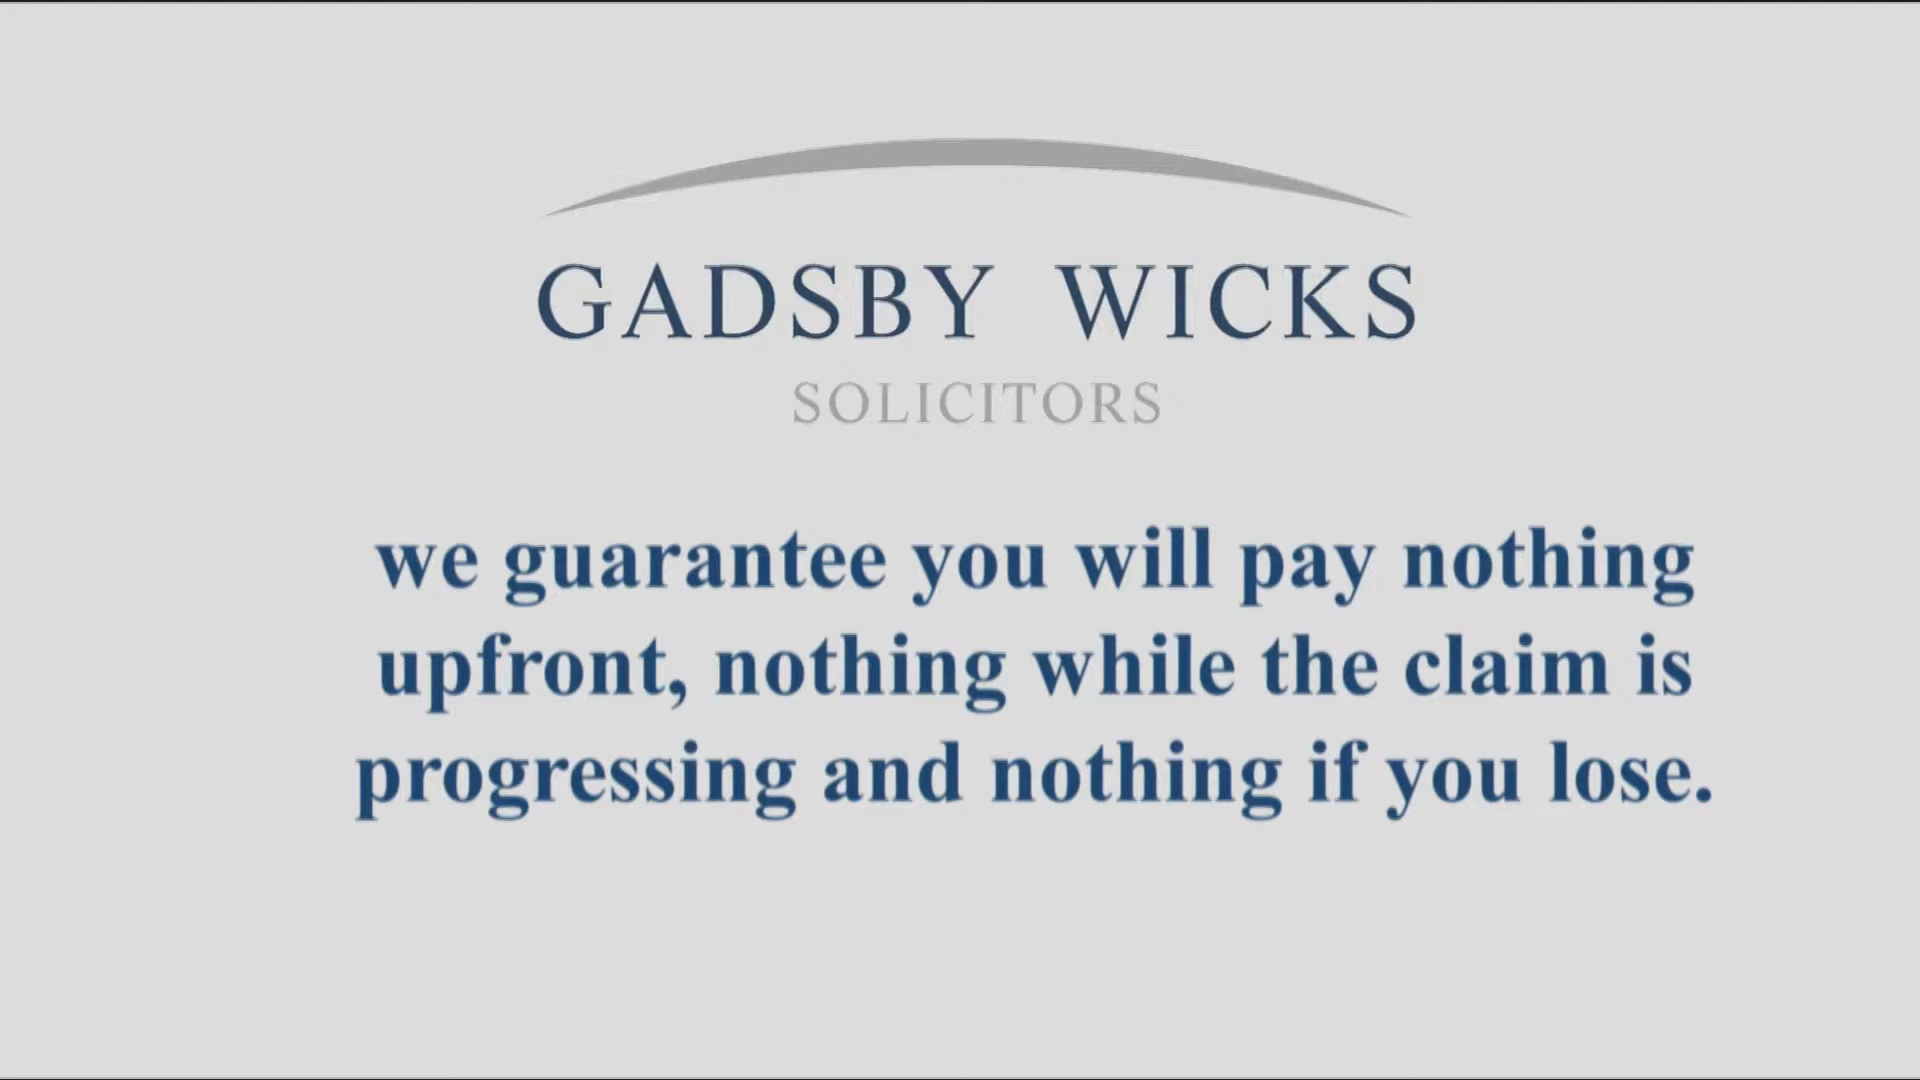 GADSBY WICKS
SOLICITORS
we guarantee you will pay nothing
upfront, nothing while the claim is
progressing and nothing if you lose.